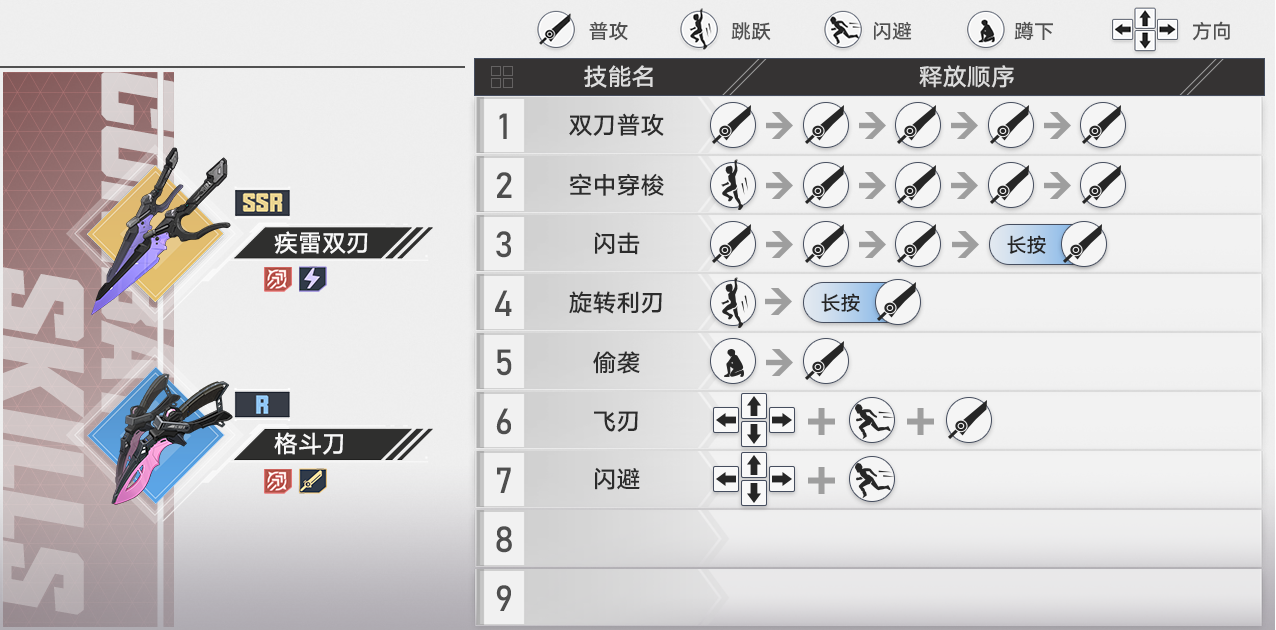 普攻 跳跃 闪避 蹲下 方向
技能名 释放顺序
COMBAT
SKILLS
SSR
疾雷双刃
R
格斗刀
1 双刀普攻
2 空中穿梭
3 闪击 长按
4 旋转利刃 长按
5 偷袭
6 飞刃
7 闪避
8
9